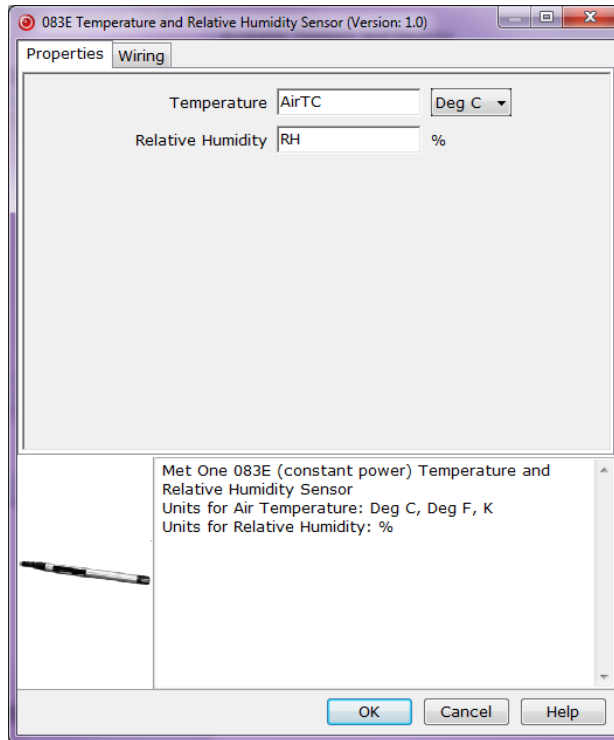 083E Temperature and Relative Humidity Sensor (Version: 1.0)
Properties Wiring
Temperature AirTC Deg C
Relative Humidity RH %
Met One 083E (constant power) Temperature and
Relative Humidity Sensor
Units for Air Temperature: Deg C, Deg F, K
Units for Relative Humidity: %
OK Cancel Help